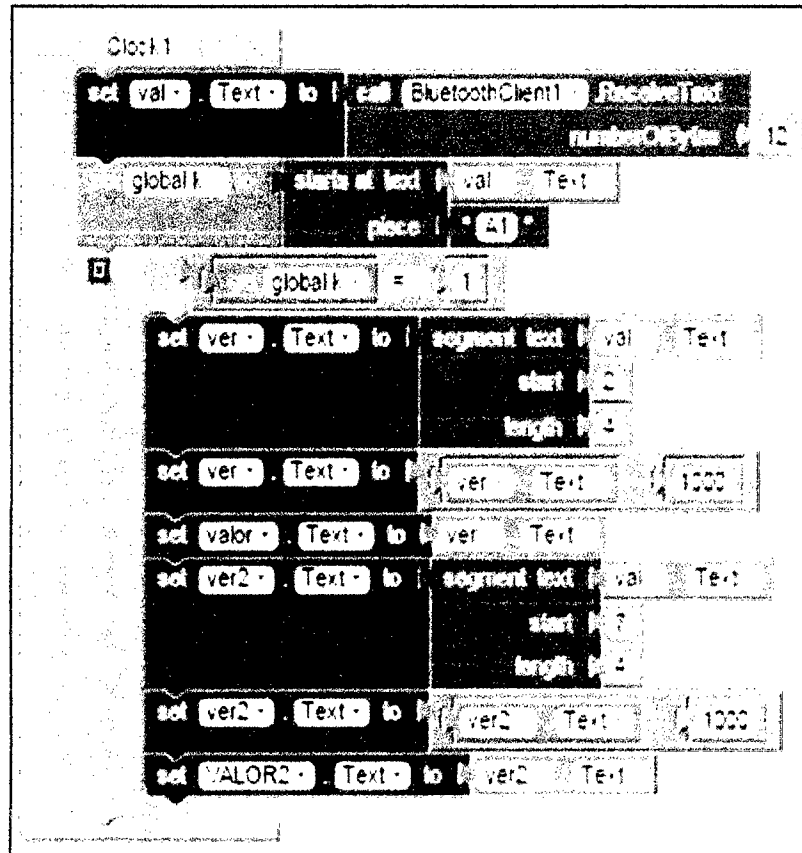 Clock1
set val . Text to call BluetoothClient1 .ReceiveText
numberOfBytes 12
global k starts at text val Text
piece " A1 "
global k = 1
set ver . Text to segment text val Text
start 2
length 4
set ver . Text to ver Text 1000
set valor . Text to ver Text
set ver2 . Text to segment text val Text
start 7
length 4
set ver2 . Text to ver2 Text 1000
set VALOR2 . Text to ver2 Text